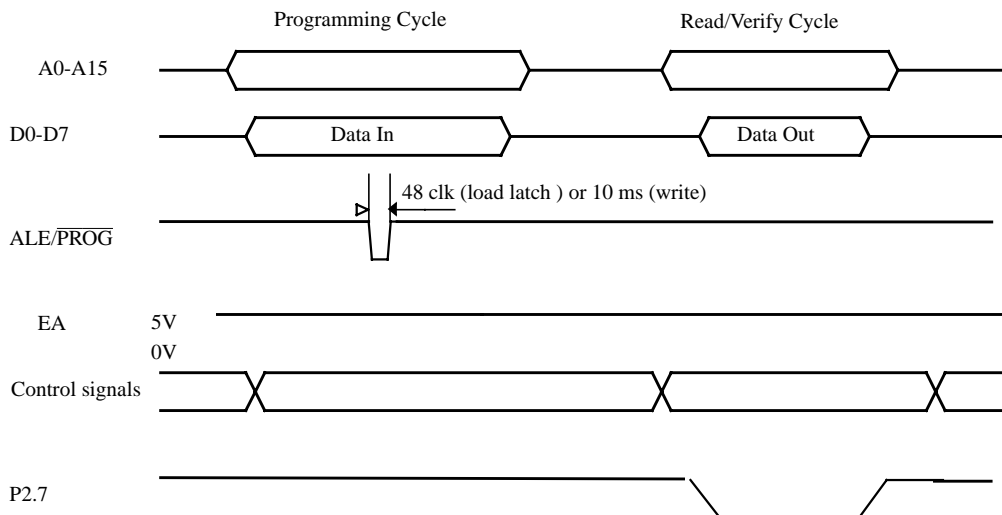 Programming Cycle
Read/Verify Cycle
A0-A15
D0-D7
Data In
Data Out
48 clk (load latch ) or 10 ms (write)
ALE/PROG
EA
5V
0V
Control signals
P2.7